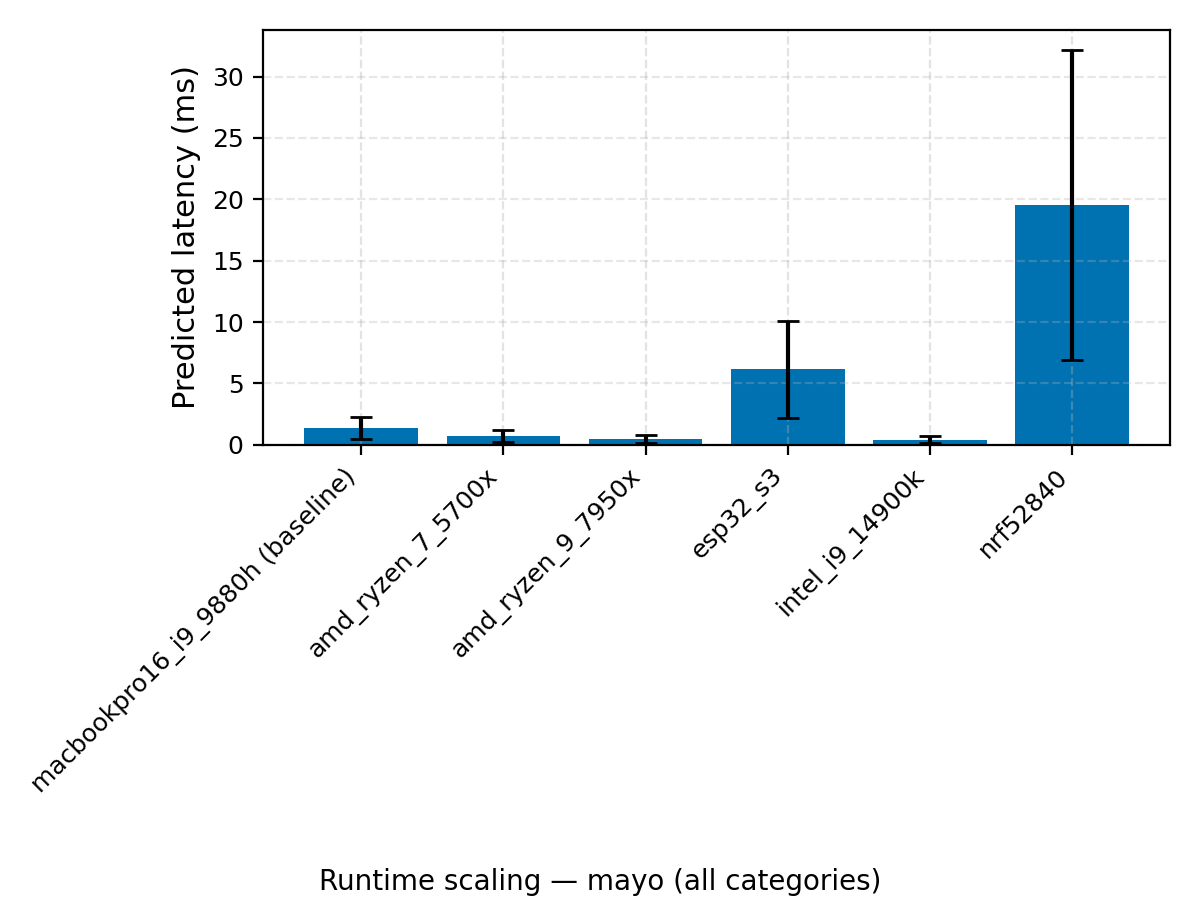 Predicted latency (ms)
30
25
20
15
10
5
0
macbookpro16_i9_9880h (baseline)
amd_ryzen_7_5700x
amd_ryzen_9_7950x
esp32_s3
intel_i9_14900k
nrf52840
Runtime scaling — mayo (all categories)